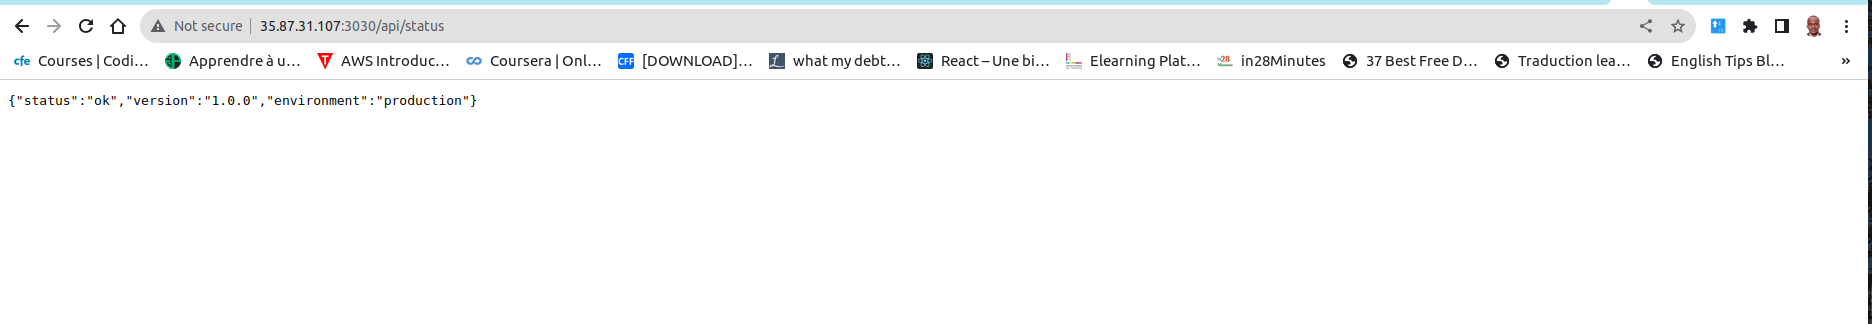 Not secure 35.87.31.107:3030/api/status
cfe Courses | Codi… Apprendre à u… T AWS Introduc… Coursera | Onl… CFF [DOWNLOAD]… L what my debt… React – Une bi… Elearning Plat… 28 in28Minutes 37 Best Free D… Traduction lea… English Tips Bl… »
{"status":"ok","version":"1.0.0","environment":"production"}